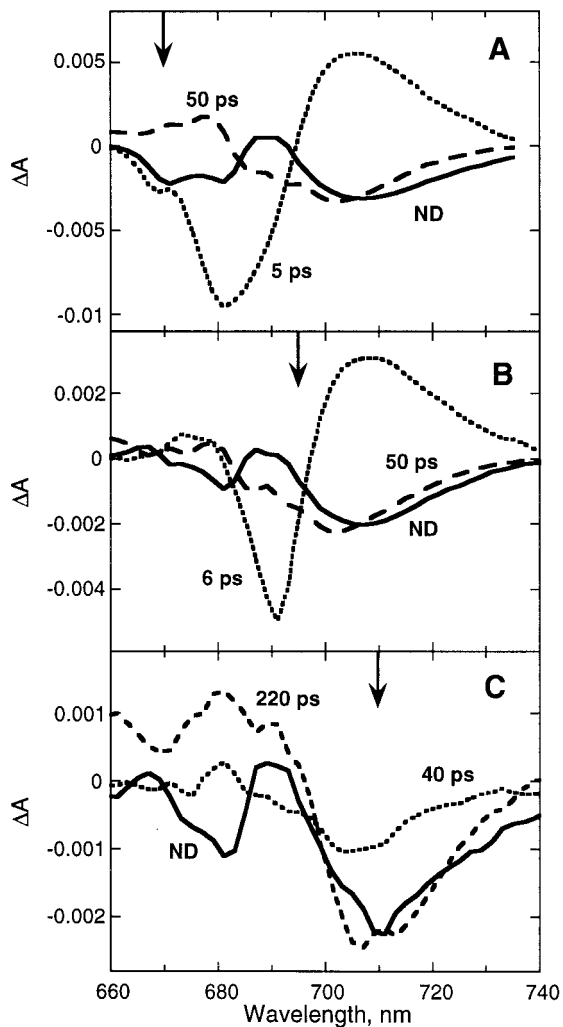 A
0.005
50 ps
0
ΔA
ND
-0.005
5 ps
-0.01
B
0.002
50 ps
0
ΔA
ND
-0.002
6 ps
-0.004
C
220 ps
0.001
40 ps
0
ΔA
ND
-0.001
-0.002
660 680 700 720 740
Wavelength, nm